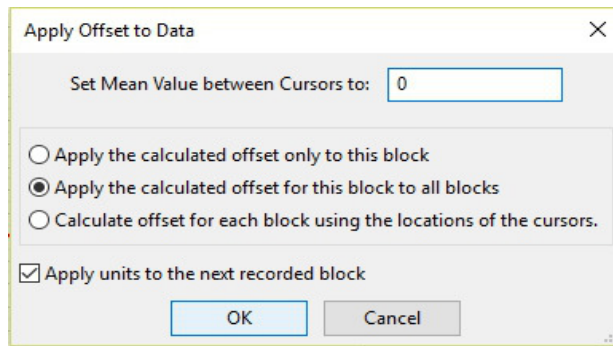 Apply Offset to Data
Set Mean Value between Cursors to: 0
Apply the calculated offset only to this block
Apply the calculated offset for this block to all blocks
Calculate offset for each block using the locations of the cursors.
Apply units to the next recorded block
OK Cancel